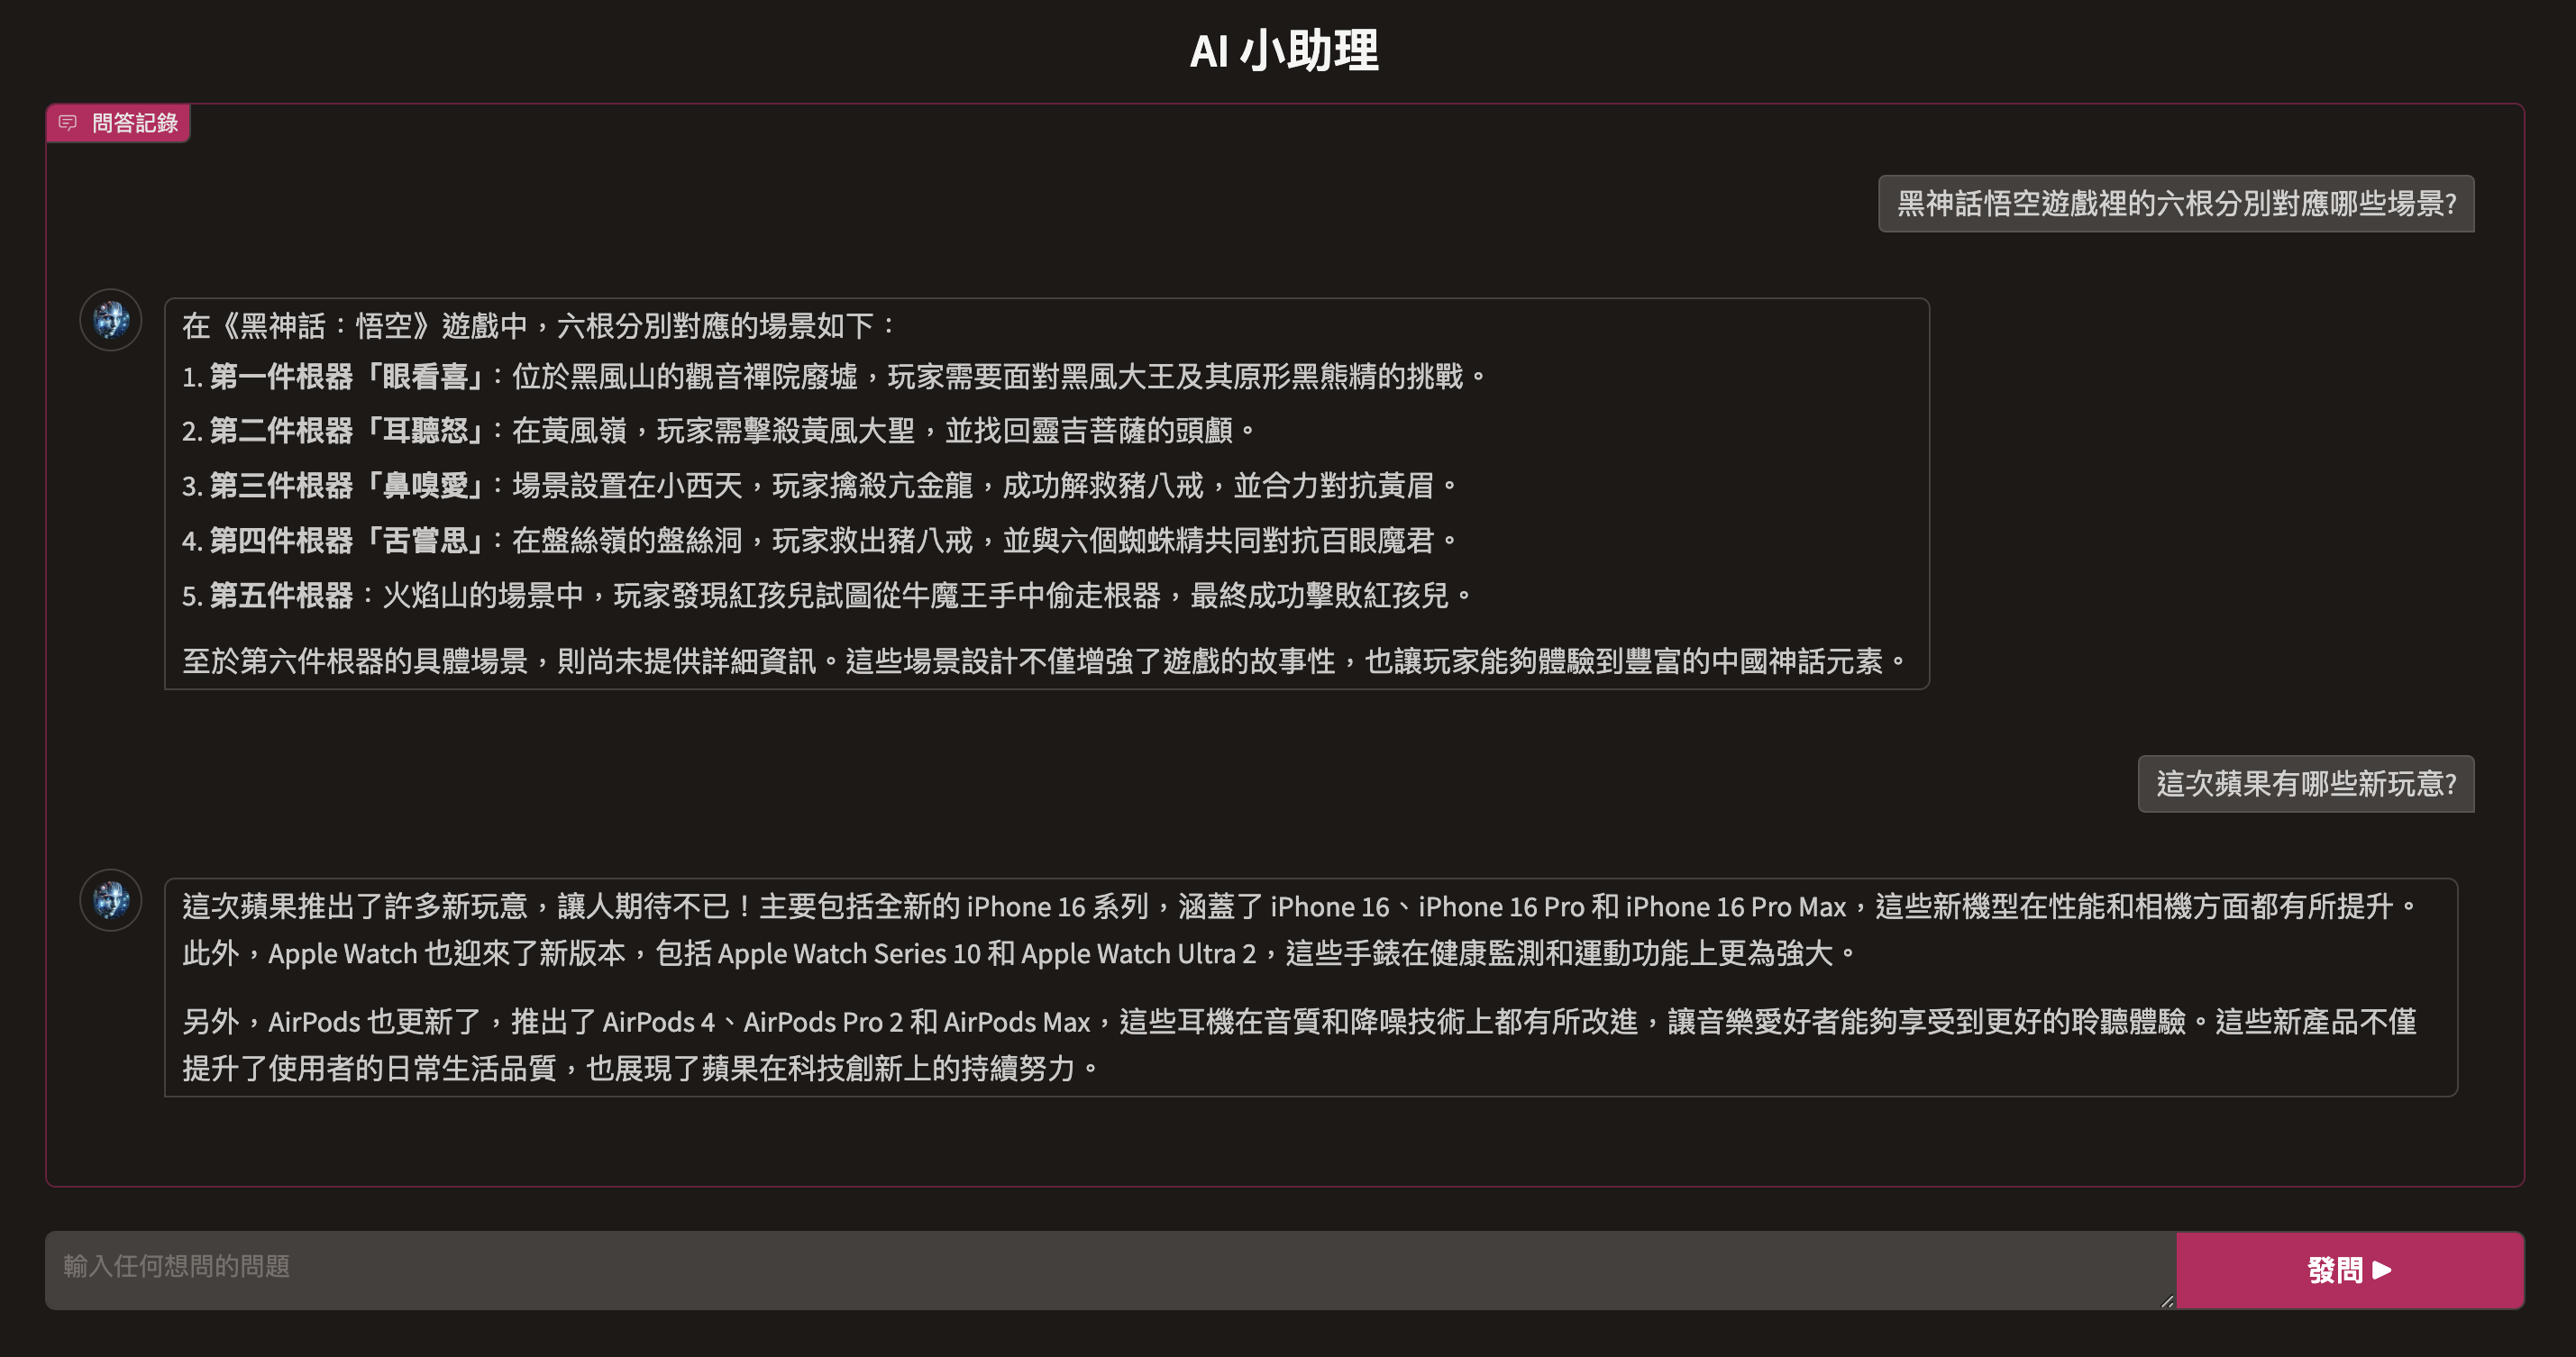 AI 小助理
問答記錄
黑神話悟空遊戲裡的六根分別對應哪些場景?
在《黑神話：悟空》遊戲中，六根分別對應的場景如下：
1. 第一件根器「眼看喜」：位於黑風山的觀音禪院廢墟，玩家需要面對黑風大王及其原形黑熊精的挑戰。
2. 第二件根器「耳聽怒」：在黃風嶺，玩家需擊殺黃風大聖，並找回靈吉菩薩的頭顱。
3. 第三件根器「鼻嗅愛」：場景設置在小西天，玩家擒殺亢金龍，成功解救豬八戒，並合力對抗黃眉。
4. 第四件根器「舌嘗思」：在盤絲嶺的盤絲洞，玩家救出豬八戒，並與六個蜘蛛精共同對抗百眼魔君。
5. 第五件根器：火焰山的場景中，玩家發現紅孩兒試圖從牛魔王手中偷走根器，最終成功擊敗紅孩兒。
至於第六件根器的具體場景，則尚未提供詳細資訊。這些場景設計不僅增強了遊戲的故事性，也讓玩家能夠體驗到豐富的中國神話元素。
這次蘋果有哪些新玩意?
這次蘋果推出了許多新玩意，讓人期待不已！主要包括全新的 iPhone 16 系列，涵蓋了 iPhone 16、iPhone 16 Pro 和 iPhone 16 Pro Max，這些新機型在性能和相機方面都有所提升。
此外，Apple Watch 也迎來了新版本，包括 Apple Watch Series 10 和 Apple Watch Ultra 2，這些手錶在健康監測和運動功能上更為強大。
另外，AirPods 也更新了，推出了 AirPods 4、AirPods Pro 2 和 AirPods Max，這些耳機在音質和降噪技術上都有所改進，讓音樂愛好者能夠享受到更好的聆聽體驗。這些新產品不僅
提升了使用者的日常生活品質，也展現了蘋果在科技創新上的持續努力。
輸入任何想問的問題
發問 ▶